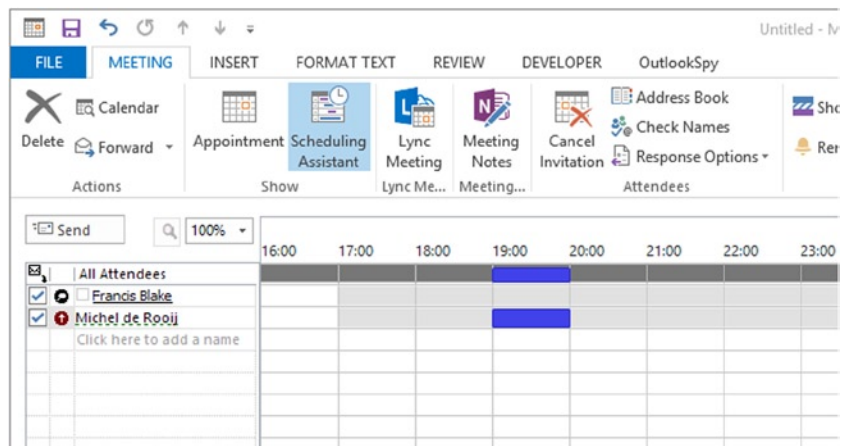 Untitled - M
FILE MEETING INSERT FORMAT TEXT REVIEW DEVELOPER OutlookSpy
Delete
Calendar
Forward
Actions
Appointment
Scheduling Assistant
Show
Lync Meeting
Lync Me...
Meeting Notes
Meeting...
Cancel Invitation
Address Book
Check Names
Response Options
Attendees
Sho
Rer
Send 100%
16:00 17:00 18:00 19:00 20:00 21:00 22:00 23:00
All Attendees
Francis Blake
Michel de Rooij
Click here to add a name